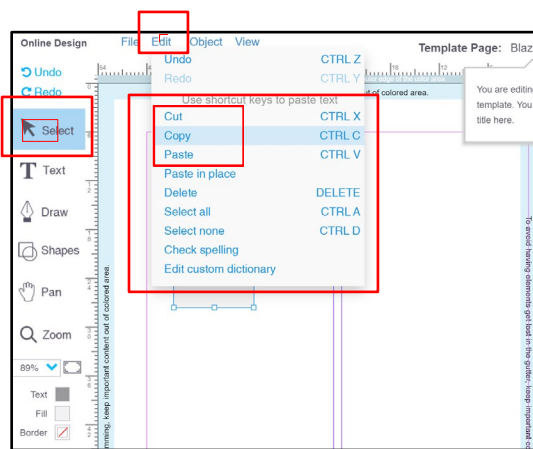 Online Design File Edit Object View
Template Page: Blaz
Undo
Redo
Select
Text
Draw
Shapes
Pan
Zoom
89%
Text
Fill
Border
Undo CTRL Z
Redo CTRL Y
Use shortcut keys to paste text
Cut CTRL X
Copy CTRL C
Paste CTRL V
Paste in place
Delete DELETE
Select all CTRL A
Select none CTRL D
Check spelling
Edit custom dictionary
out of colored area.
You are editing
template. You
title here.
mming, keep important content out of colored area.
To avoid having elements get lost in the gutter, keep important co